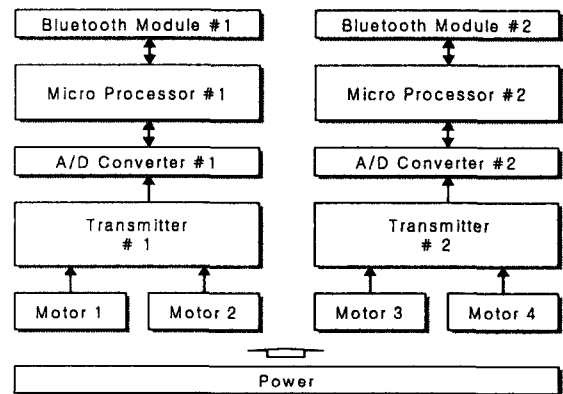 Bluetooth Module #1
Bluetooth Module #2
Micro Processor #1
Micro Processor #2
A/D Converter #1
A/D Converter #2
Transmitter
# 1
Transmitter
# 2
Motor 1
Motor 2
Motor 3
Motor 4
Power